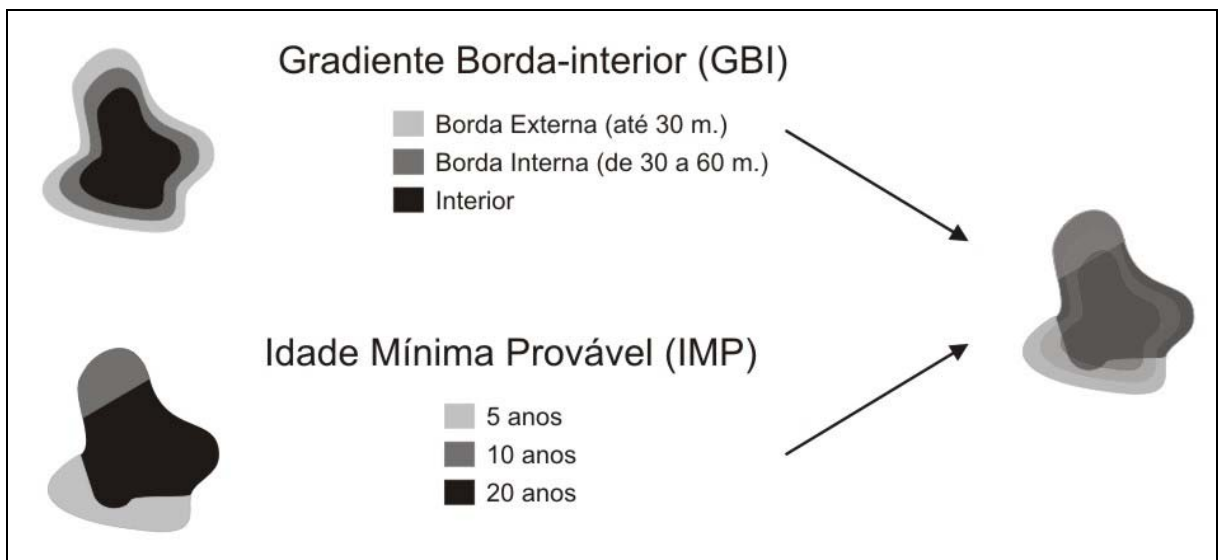 Gradiente Borda-interior (GBI)
Borda Externa (até 30 m.)
Borda Interna (de 30 a 60 m.)
Interior
Idade Mínima Provável (IMP)
5 anos
10 anos
20 anos